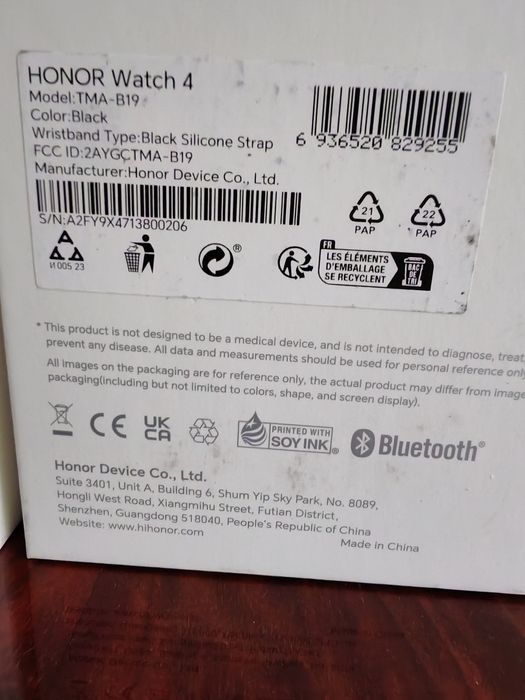 HONOR Watch 4
Model:TMA-B19
Color:Black
Wristband Type:Black Silicone Strap
FCC ID:2AYGCTMA-B19
Manufacturer:Honor Device Co., Ltd.
6 936520 829255
S/N:A2FY9X4713800206
21
PAP
22
PAP
И 005 23
®
FR
LES ÉLÉMENTS
D'EMBALLAGE
SE RECYCLENT
BAC
DE
TRI
* This product is not designed to be a medical device, and is not intended to diagnose, treat,
prevent any disease. All data and measurements should be used for personal reference only
All images on the packaging are for reference only, the actual product may differ from image
packaging(including but not limited to colors, shape, and screen display).
CE
UK
CA
PRINTED WITH
SOY INK
Bluetooth®
Honor Device Co., Ltd.
Suite 3401, Unit A, Building 6, Shum Yip Sky Park, No. 8089,
Hongli West Road, Xiangmihu Street, Futian District,
Shenzhen, Guangdong 518040, People's Republic of China
Website: www.hihonor.com
Made in China